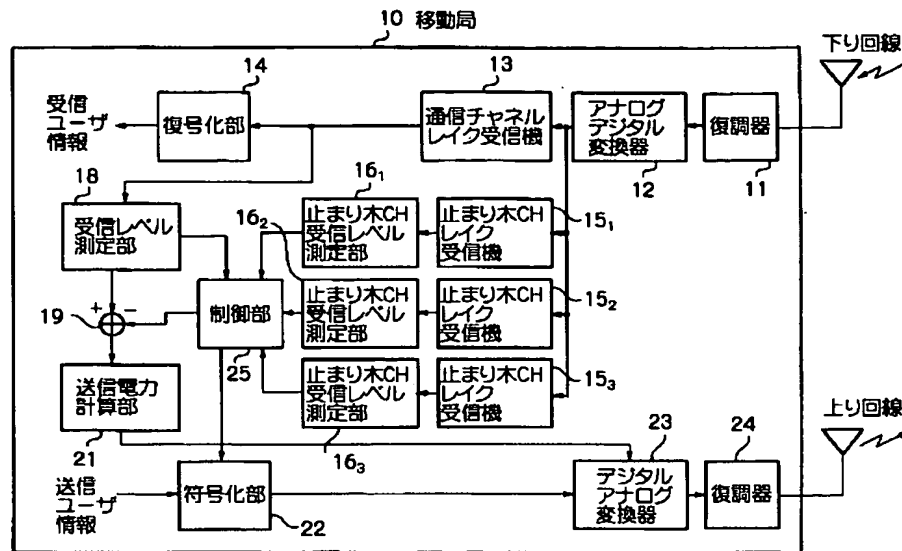 10 移動局
下り回線
14
復号化部
受信
ユーザ
情報
13
通信チャネル
レイク受信機
アナログ
デジタル
変換器
12
復調器
11
18
受信レベル
測定部
16₁
止まり木CH
受信レベル
測定部
止まり木CH
レイク
受信機
15₁
16₂
止まり木CH
受信レベル
測定部
止まり木CH
レイク
受信機
15₂
制御部
25
+
−
19
送信電力
計算部
21
止まり木CH
受信レベル
測定部
16₃
止まり木CH
レイク
受信機
15₃
上り回線
送信
ユーザ
情報
符号化部
22
23
デジタル
アナログ
変換器
24
復調器